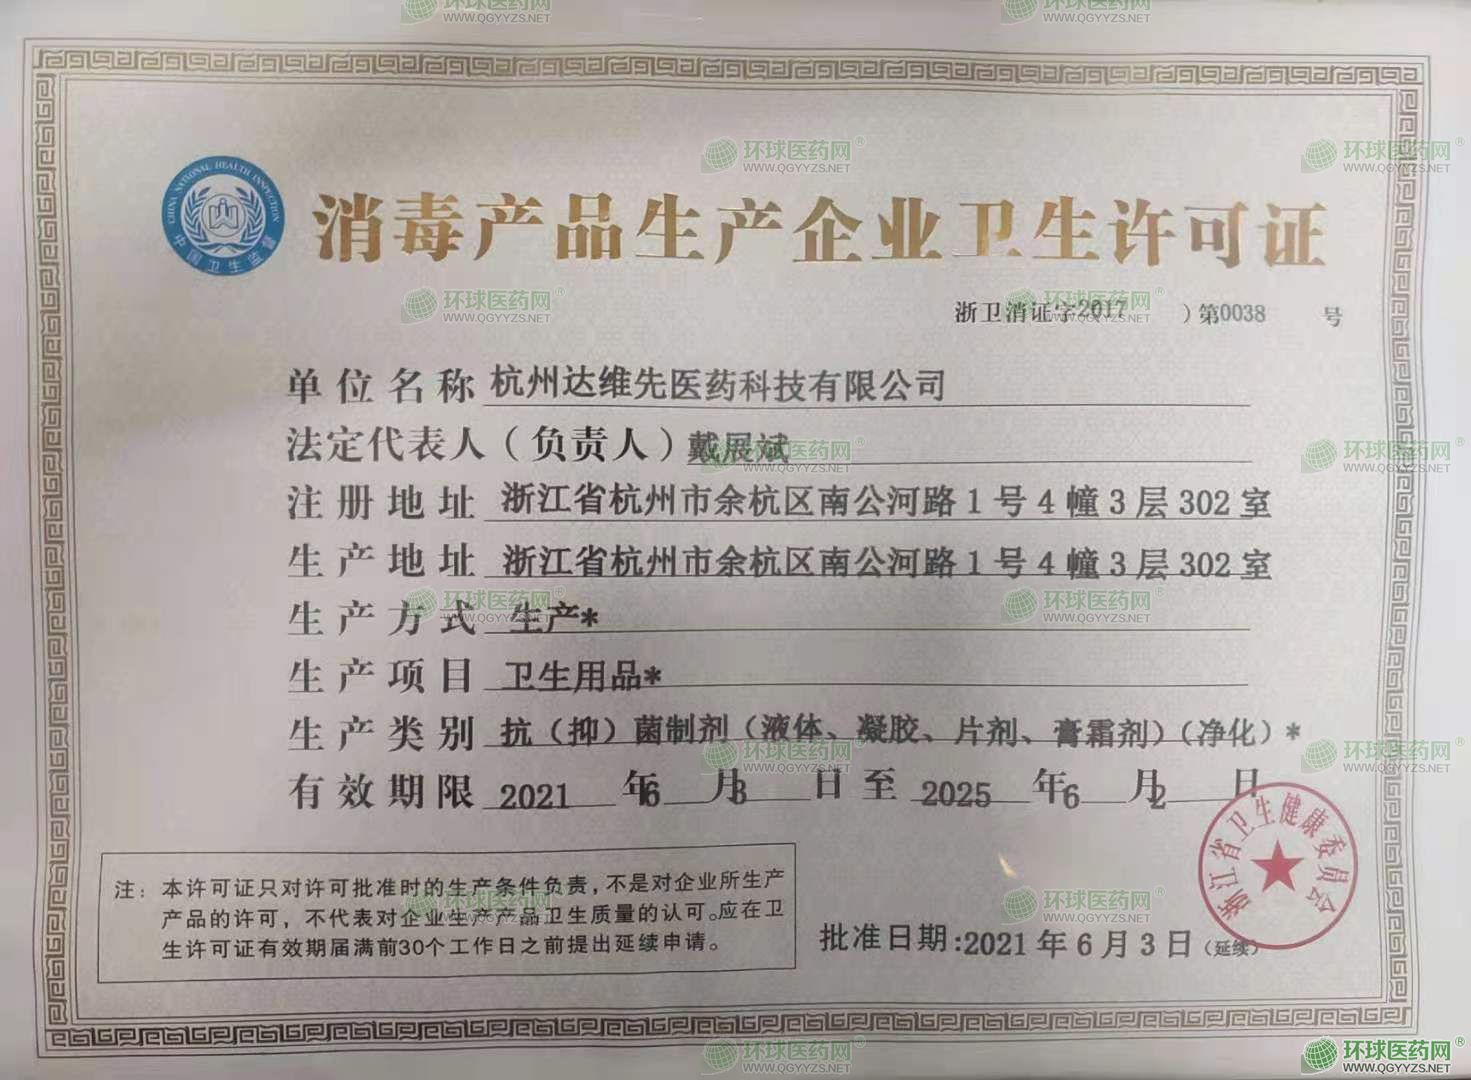 CHINA NATIONAL HEALTH INSPECTION
中国卫生监督
消毒产品生产企业卫生许可证
浙卫消证字2017 ）第0038 号
单位名称 杭州达维先医药科技有限公司
法定代表人（负责人）戴展斌
注册地址 浙江省杭州市余杭区南公河路1号4幢3层302室
生产地址 浙江省杭州市余杭区南公河路1号4幢3层302室
生产方式 生产*
生产项目 卫生用品*
生产类别 抗（抑）菌制剂（液体、凝胶、片剂、膏霜剂）（净化）*
有效期限 2021 年6 月3 日 至 2025 年6 月2 日
浙江省卫生健康委员会
注：本许可证只对许可批准时的生产条件负责，不是对企业所生产
产品的许可，不代表对企业生产产品卫生质量的认可。应在卫
生许可证有效期届满前30个工作日之前提出延续申请。
批准日期:2021年6月3日（延续）
环球医药网®
WWW.QGYYZS.NET